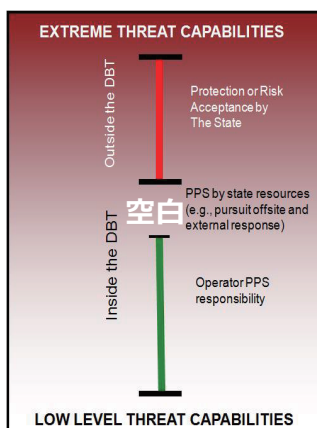 EXTREME THREAT CAPABILITIES
Outside the DBT
Protection or Risk
Acceptance by
The State
空白
PPS by state resources
(e.g., pursuit offsite and
external response)
Inside the DBT
Operator PPS
responsibility
LOW LEVEL THREAT CAPABILITIES